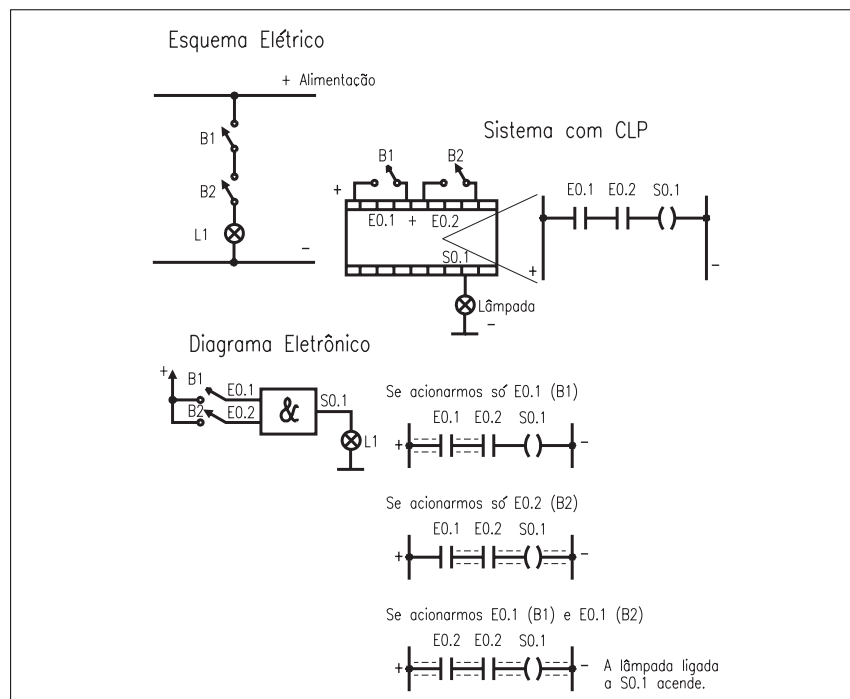 Esquema Elétrico
+ Alimentação
B1
B2
L1
-
Sistema com CLP
B1 B2
+
E0.1 + E0.2
S0.1
Lâmpada
-
E0.1 E0.2 S0.1
+ -
Diagrama Eletrônico
+
B1 E0.1
B2 E0.2
& S0.1
L1
Se acionarmos só E0.1 (B1)
E0.1 E0.2 S0.1
+ -
Se acionarmos só E0.2 (B2)
E0.1 E0.2 S0.1
+ -
Se acionarmos E0.1 (B1) e E0.1 (B2)
E0.2 E0.2 S0.1
+ -
A lâmpada ligada
a S0.1 acende.